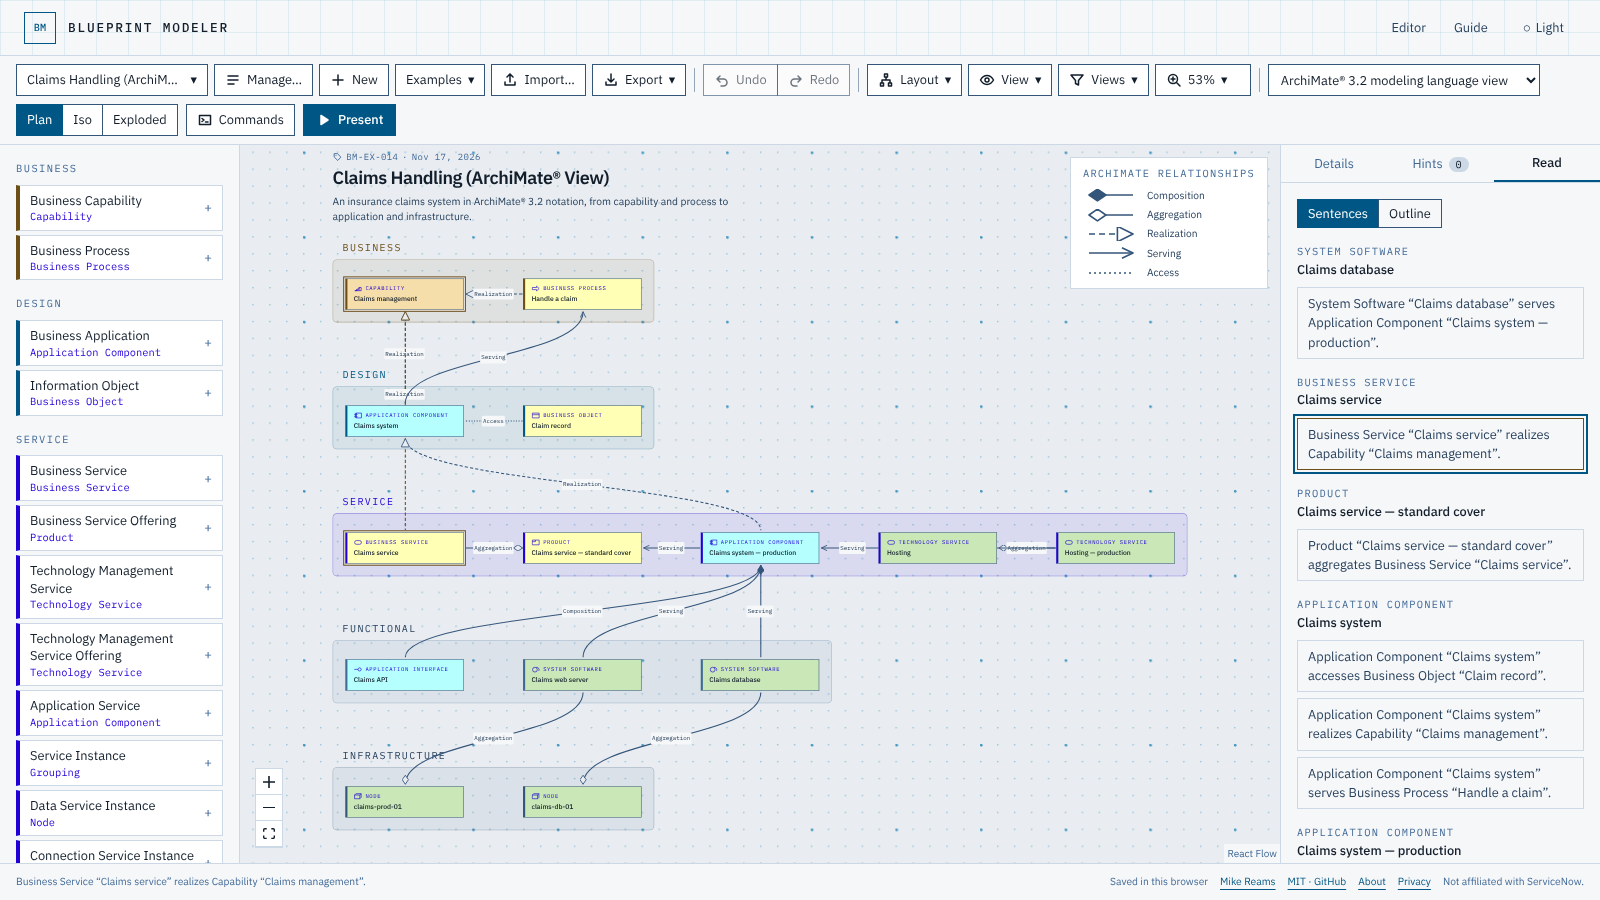 BM BLUEPRINT MODELER
Editor Guide Light
Claims Handling (ArchiM... ▾
Manage...
New
Examples ▾
Import...
Export ▾
Undo
Redo
Layout ▾
View ▾
Views ▾
53% ▾
ArchiMate® 3.2 modeling language view
Plan Iso Exploded
Commands
Present
BUSINESS
Business Capability
Capability
+
Business Process
Business Process
+
DESIGN
Business Application
Application Component
+
Information Object
Business Object
+
SERVICE
Business Service
Business Service
+
Business Service Offering
Product
+
Technology Management
Service
Technology Service
+
Technology Management
Service Offering
Technology Service
+
Application Service
Application Component
+
Service Instance
Grouping
+
Data Service Instance
Node
+
Connection Service Instance
BM-EX-014 · Nov 17, 2026
Claims Handling (ArchiMate® View)
An insurance claims system in ArchiMate® 3.2 notation, from capability and process to
application and infrastructure.
ARCHIMATE RELATIONSHIPS
Composition
Aggregation
Realization
Serving
Access
BUSINESS
CAPABILITY
Claims management
Realization
BUSINESS PROCESS
Handle a claim
Realization
Serving
DESIGN
Realization
APPLICATION COMPONENT
Claims system
Access
BUSINESS OBJECT
Claim record
Realization
SERVICE
BUSINESS SERVICE
Claims service
Aggregation
PRODUCT
Claims service — standard cover
Serving
APPLICATION COMPONENT
Claims system — production
Serving
TECHNOLOGY SERVICE
Hosting
Aggregation
TECHNOLOGY SERVICE
Hosting — production
Composition
Serving
Serving
FUNCTIONAL
APPLICATION INTERFACE
Claims API
SYSTEM SOFTWARE
Claims web server
SYSTEM SOFTWARE
Claims database
Aggregation
Aggregation
INFRASTRUCTURE
NODE
claims-prod-01
NODE
claims-db-01
React Flow
Details
Hints 0
Read
Sentences
Outline
SYSTEM SOFTWARE
Claims database
System Software “Claims database” serves
Application Component “Claims system —
production”.
BUSINESS SERVICE
Claims service
Business Service “Claims service” realizes
Capability “Claims management”.
PRODUCT
Claims service — standard cover
Product “Claims service — standard cover”
aggregates Business Service “Claims service”.
APPLICATION COMPONENT
Claims system
Application Component “Claims system”
accesses Business Object “Claim record”.
Application Component “Claims system”
realizes Capability “Claims management”.
Application Component “Claims system”
serves Business Process “Handle a claim”.
APPLICATION COMPONENT
Claims system — production
Business Service “Claims service” realizes Capability “Claims management”.
Saved in this browser Mike Reams MIT · GitHub About Privacy Not affiliated with ServiceNow.